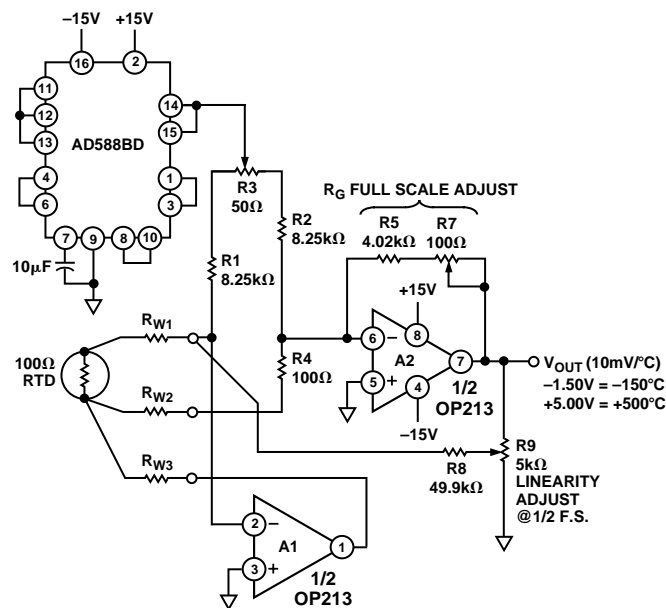 –15V
+15V
16
2
11
12
13
14
15
AD588BD
4
6
1
3
7
9
8
10
10µF
R3
50Ω
R1
8.25kΩ
R2
8.25kΩ
R4
100Ω
RG FULL SCALE ADJUST
R5
4.02kΩ
R7
100Ω
+15V
6
–
8
A2
7
5
+
4
1/2
OP213
–15V
VOUT (10mV/°C)
–1.50V = –150°C
+5.00V = +500°C
100Ω
RTD
RW1
RW2
RW3
R8
49.9kΩ
R9
5kΩ
LINEARITY
ADJUST
@1/2 F.S.
2
–
A1
1
3
+
1/2
OP213